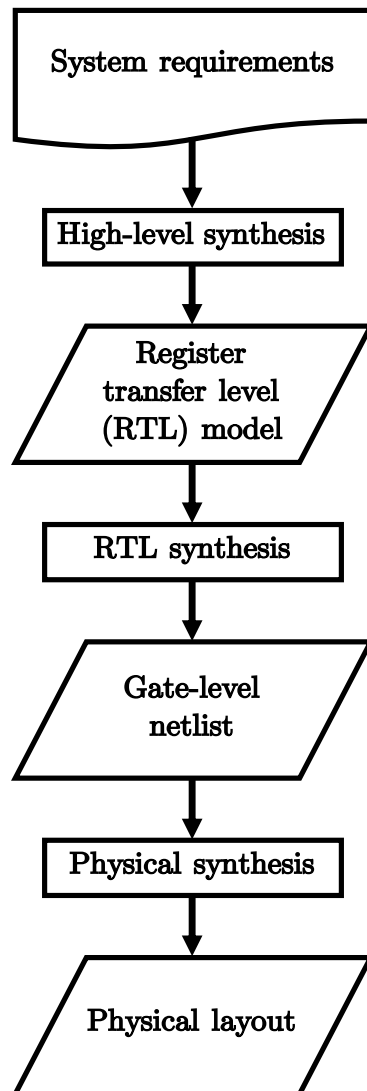 System requirements
High-level synthesis
Register
transfer level
(RTL) model
RTL synthesis
Gate-level
netlist
Physical synthesis
Physical layout